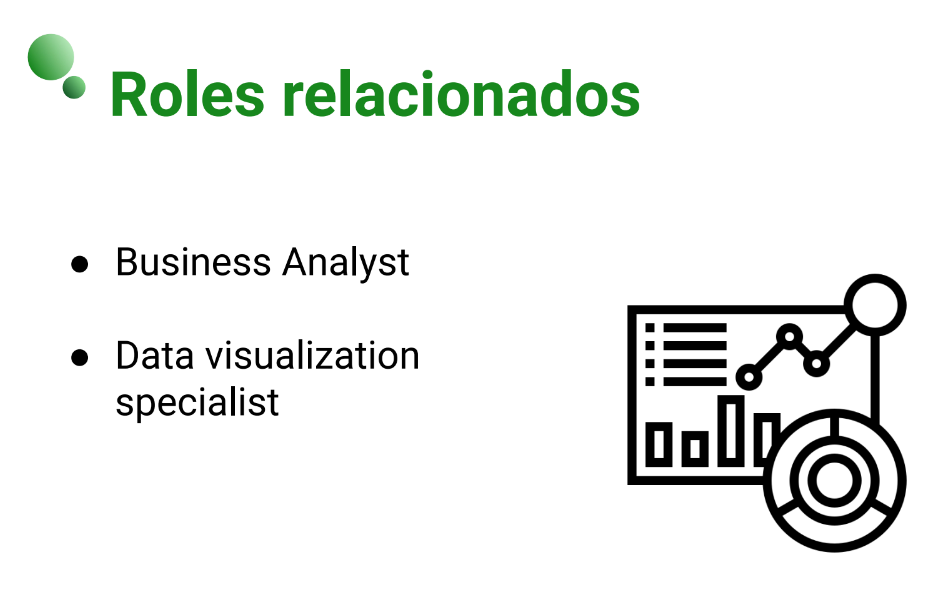 Roles relacionados
● Business Analyst
● Data visualization
specialist